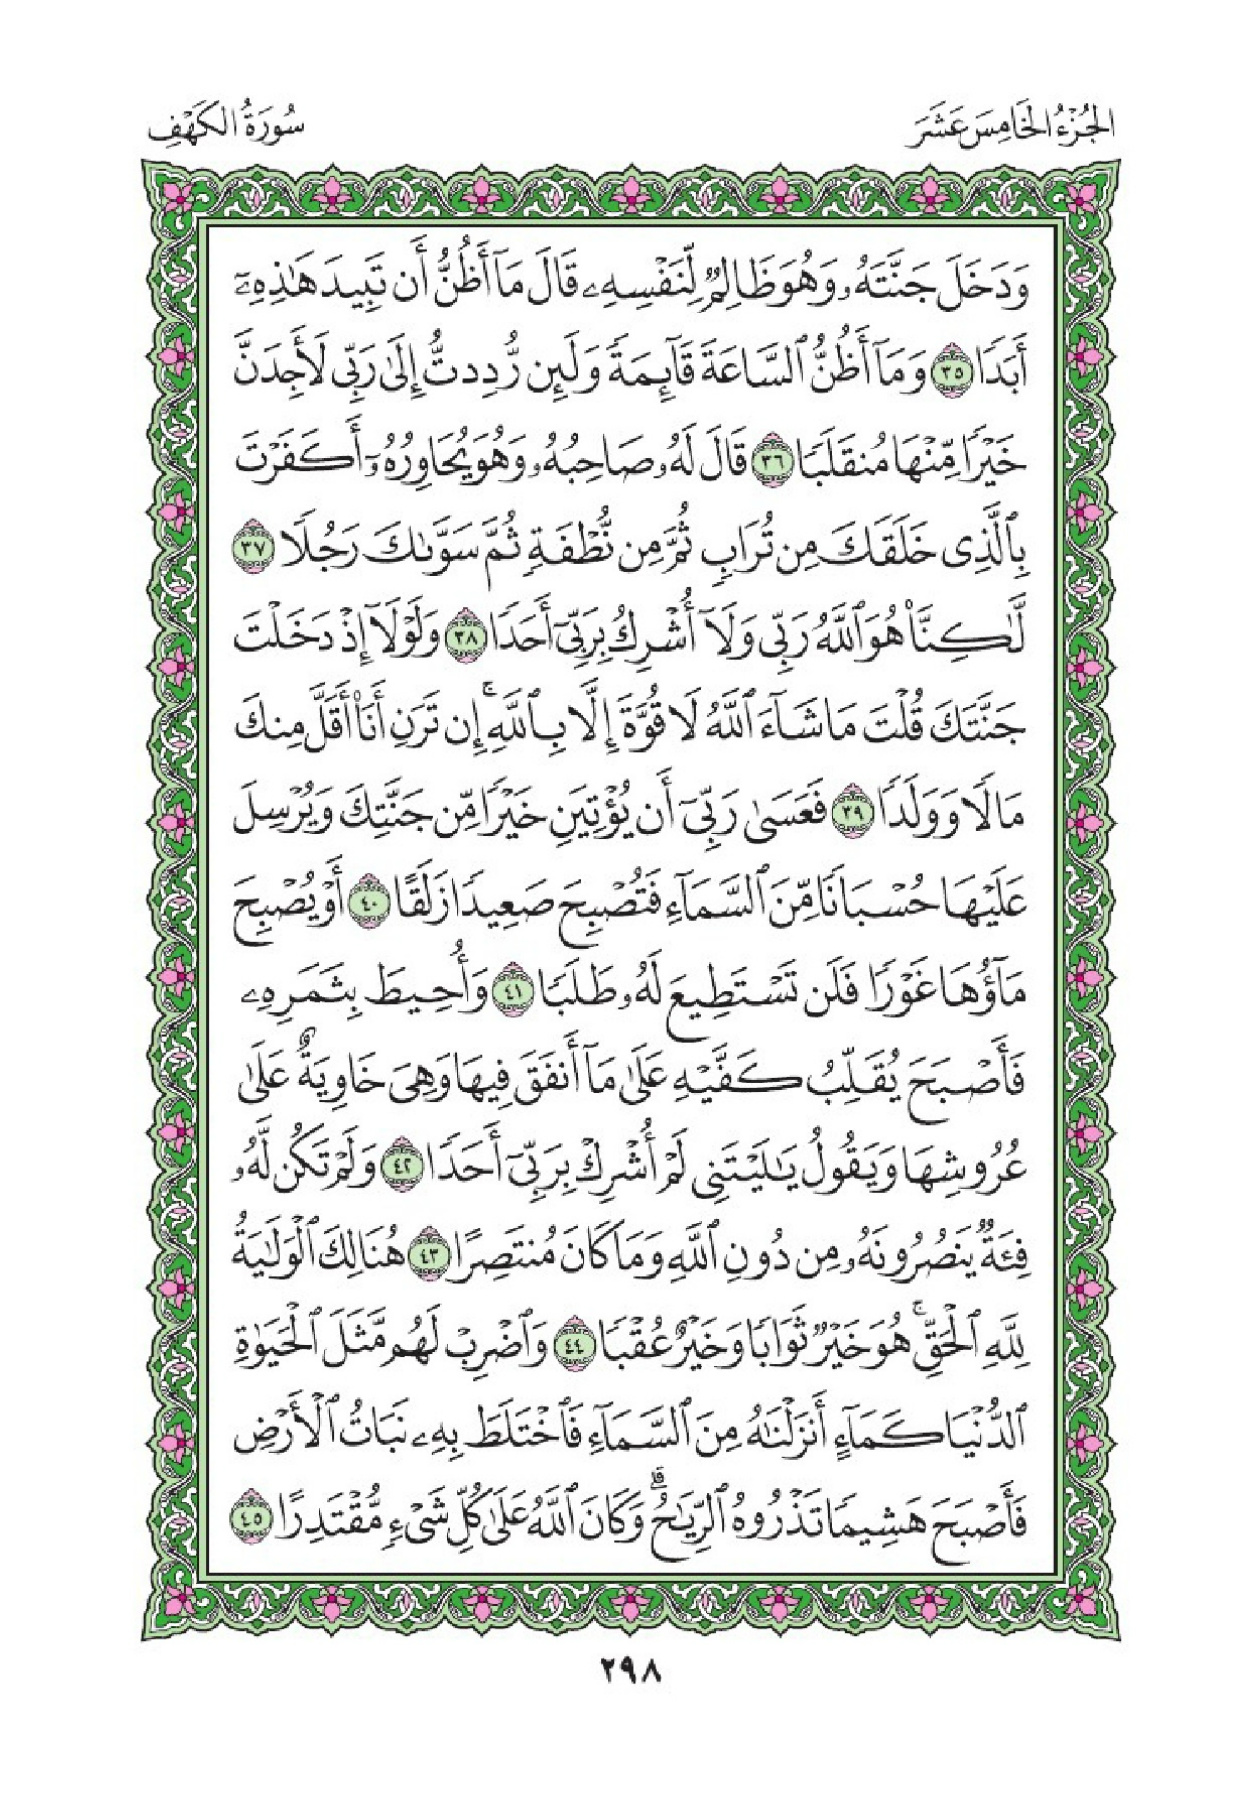 الجُزْءُ الخَامِسَ عَشَرَ
سُورَةُ الكَهْفِ
وَدَخَلَ جَنَّتَهُۥ وَهُوَ ظَالِمٌ لِّنَفْسِهِۦ قَالَ مَآ أَظُنُّ أَن تَبِيدَ هَٰذِهِۦٓ
أَبَدًا ٣٥ وَمَآ أَظُنُّ ٱلسَّاعَةَ قَآئِمَةً وَلَئِن رُّدِدتُّ إِلَىٰ رَبِّى لَأَجِدَنَّ
خَيْرًا مِّنْهَا مُنقَلَبًا ٣٦ قَالَ لَهُۥ صَاحِبُهُۥ وَهُوَ يُحَاوِرُهُۥٓ أَكَفَرْتَ
بِٱلَّذِى خَلَقَكَ مِن تُرَابٍ ثُمَّ مِن نُّطْفَةٍ ثُمَّ سَوَّىٰكَ رَجُلًا ٣٧
لَّٰكِنَّا۠ هُوَ ٱللَّهُ رَبِّى وَلَآ أُشْرِكُ بِرَبِّىٓ أَحَدًا ٣٨ وَلَوْلَآ إِذْ دَخَلْتَ
جَنَّتَكَ قُلْتَ مَا شَآءَ ٱللَّهُ لَا قُوَّةَ إِلَّا بِٱللَّهِ ۚ إِن تَرَنِ أَنَا۠ أَقَلَّ مِنكَ
مَالًا وَوَلَدًا ٣٩ فَعَسَىٰ رَبِّىٓ أَن يُؤْتِيَنِ خَيْرًا مِّن جَنَّتِكَ وَيُرْسِلَ
عَلَيْهَا حُسْبَانًا مِّنَ ٱلسَّمَآءِ فَتُصْبِحَ صَعِيدًا زَلَقًا ٤٠ أَوْ يُصْبِحَ
مَآؤُهَا غَوْرًا فَلَن تَسْتَطِيعَ لَهُۥ طَلَبًا ٤١ وَأُحِيطَ بِثَمَرِهِۦ
فَأَصْبَحَ يُقَلِّبُ كَفَّيْهِ عَلَىٰ مَآ أَنفَقَ فِيهَا وَهِىَ خَاوِيَةٌ عَلَىٰ
عُرُوشِهَا وَيَقُولُ يَٰلَيْتَنِى لَمْ أُشْرِكْ بِرَبِّىٓ أَحَدًا ٤٢ وَلَمْ تَكُن لَّهُۥ
فِئَةٌ يَنصُرُونَهُۥ مِن دُونِ ٱللَّهِ وَمَا كَانَ مُنتَصِرًا ٤٣ هُنَالِكَ ٱلْوَلَٰيَةُ
لِلَّهِ ٱلْحَقِّ ۚ هُوَ خَيْرٌ ثَوَابًا وَخَيْرٌ عُقْبًا ٤٤ وَٱضْرِبْ لَهُم مَّثَلَ ٱلْحَيَوٰةِ
ٱلدُّنْيَا كَمَآءٍ أَنزَلْنَٰهُ مِنَ ٱلسَّمَآءِ فَٱخْتَلَطَ بِهِۦ نَبَاتُ ٱلْأَرْضِ
فَأَصْبَحَ هَشِيمًا تَذْرُوهُ ٱلرِّيَٰحُ ۗ وَكَانَ ٱللَّهُ عَلَىٰ كُلِّ شَىْءٍ مُّقْتَدِرًا ٤٥
٢٩٨